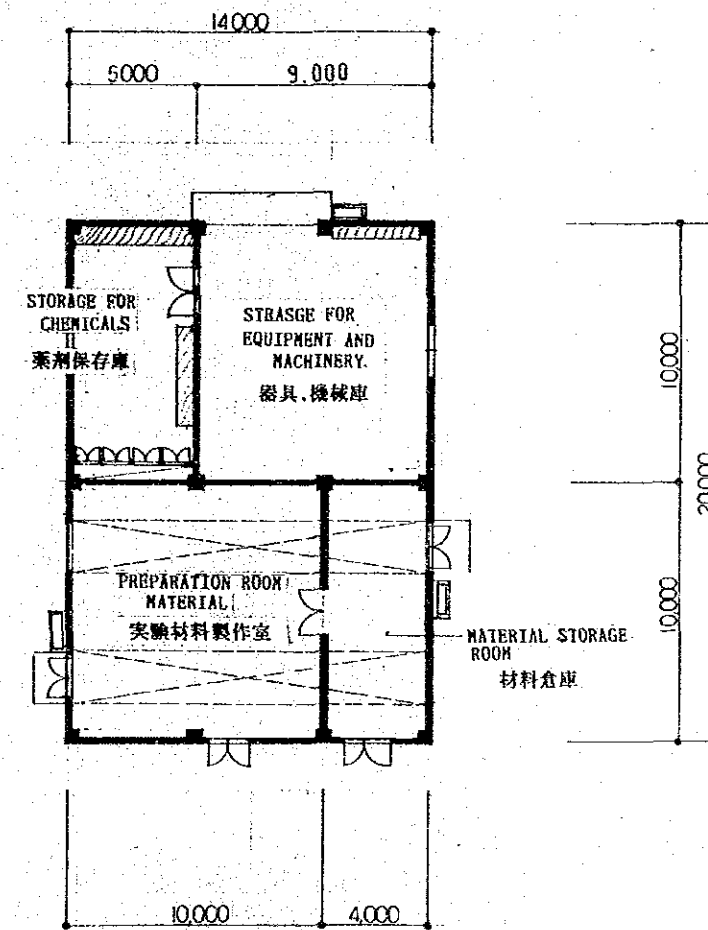 14000
5000
9.000
STORAGE FOR
CHEMICALS
II
薬剤保存庫
STRASGE FOR
EQUIPMENT AND
MACHINERY.
器具、機械庫
10,000
20,000
10,000
PREPARATION ROOM
MATERIAL
実験材料製作室
MATERIAL STORAGE
ROOM
材料倉庫
10,000
4,000